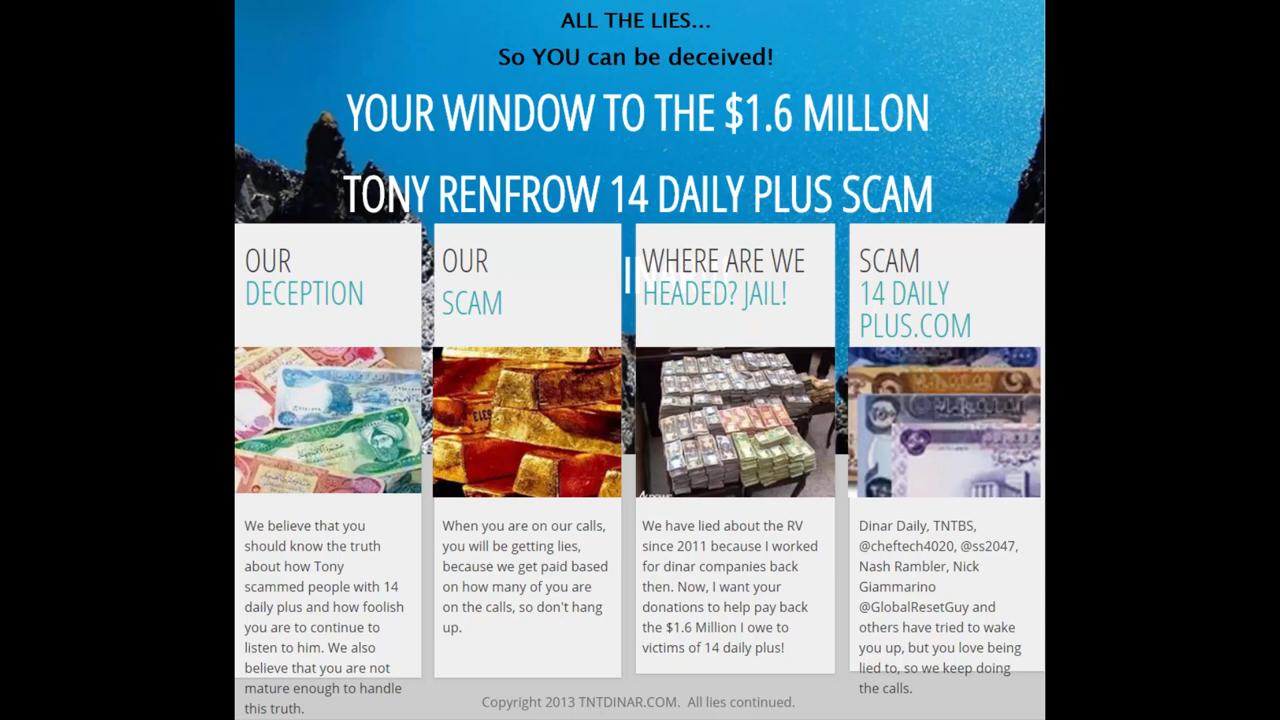 ALL THE LIES...
So YOU can be deceived!
YOUR WINDOW TO THE $1.6 MILLON
TONY RENFROW 14 DAILY PLUS SCAM
OUR
DECEPTION
We believe that you
should know the truth
about how Tony
scammed people with 14
daily plus and how foolish
you are to continue to
listen to him. We also
believe that you are not
mature enough to handle
this truth.
OUR
SCAM
When you are on our calls,
you will be getting lies,
because we get paid based
on how many of you are
on the calls, so don't hang
up.
WHERE ARE WE
HEADED? JAIL!
We have lied about the RV
since 2011 because I worked
for dinar companies back
then. Now, I want your
donations to help pay back
the $1.6 Million I owe to
victims of 14 daily plus!
SCAM
14 DAILY
PLUS.COM
Dinar Daily, TNTBS,
@cheftech4020, @ss2047,
Nash Rambler, Nick
Giammarino
@GlobalResetGuy and
others have tried to wake
you up, but you love being
lied to, so we keep doing
the calls.
Copyright 2013 TNTDINAR.COM. All lies continued.